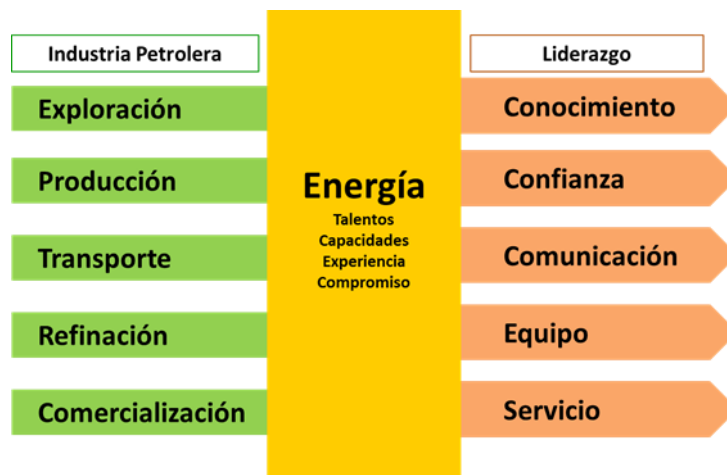 Industria Petrolera
Exploración
Producción
Transporte
Refinación
Comercialización
Energía
Talentos
Capacidades
Experiencia
Compromiso
Liderazgo
Conocimiento
Confianza
Comunicación
Equipo
Servicio